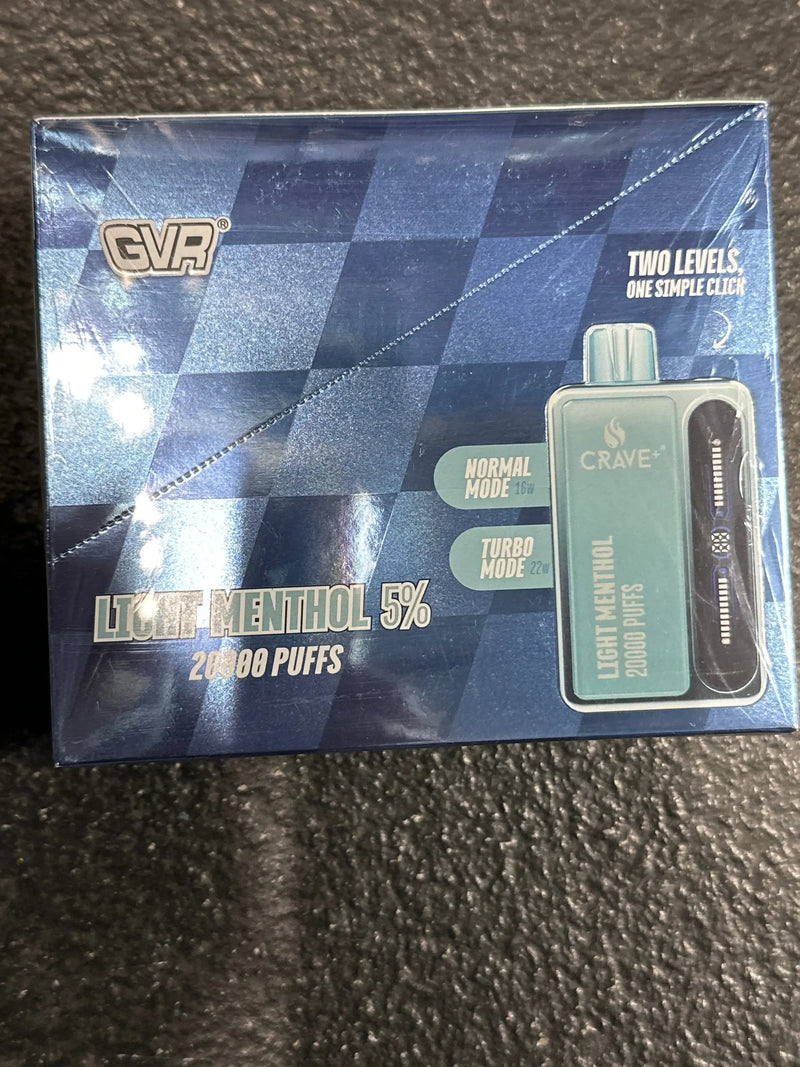 GVR®
TWO LEVELS,
ONE SIMPLE CLICK
NORMAL
MODE 16W
TURBO
MODE 22W
CRAVE+
LIGHT MENTHOL
20000 PUFFS
LIGHT MENTHOL 5%
20000 PUFFS